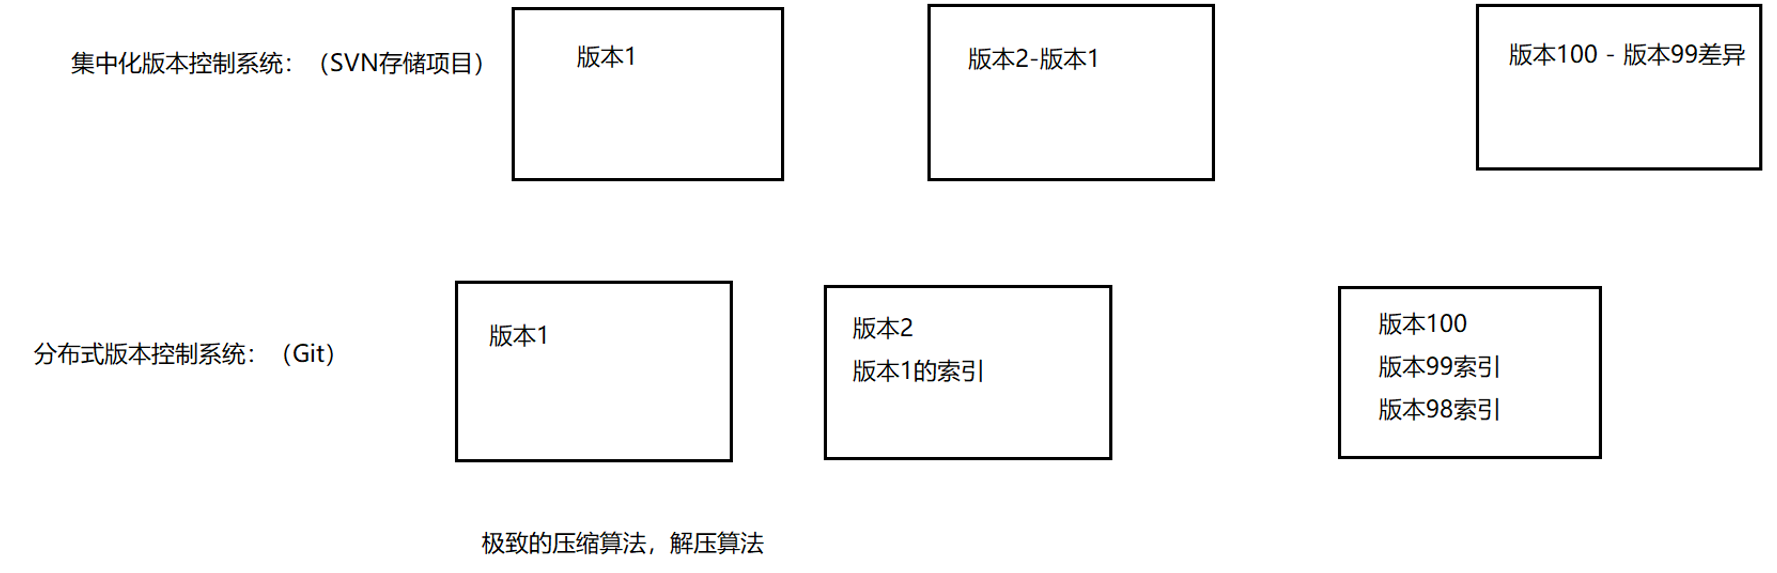 集中化版本控制系统：（SVN存储项目）
版本1
版本2-版本1
版本100 - 版本99差异
分布式版本控制系统：（Git）
版本1
版本2
版本1的索引
版本100
版本99索引
版本98索引
极致的压缩算法，解压算法